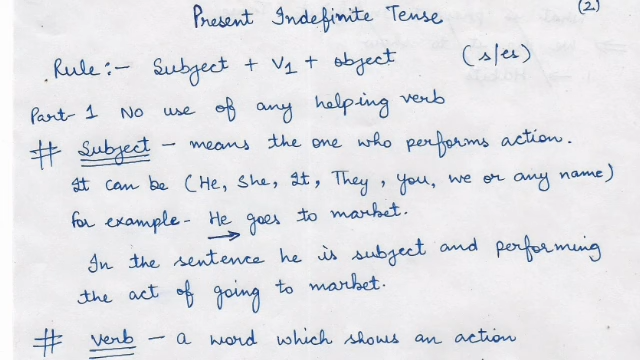 (2)
Present Indefinite Tense
Rule:- Subject + V1 + object (s/es)
Part-1 No use of any helping verb
# Subject - means the one who performs action.
It can be (He, She, It, They, you, we or any name)
for example- He goes to market.
In the sentence he is subject and performing
the act of going to market.
# verb - a word which shows an action